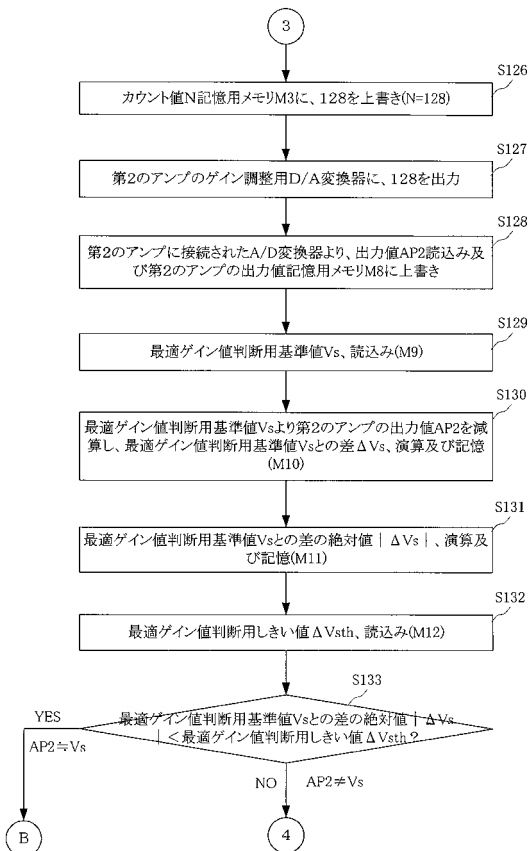 3
S126
カウント値N記憶用メモリM3に、128を上書き(N=128)
S127
第2のアンプのゲイン調整用D/A変換器に、128を出力
S128
第2のアンプに接続されたA/D変換器より、出力値AP2読込み及
び第2のアンプの出力値記憶用メモリM8に上書き
S129
最適ゲイン値判断用基準値Vs、読込み(M9)
S130
最適ゲイン値判断用基準値Vsより第2のアンプの出力値AP2を減
算し、最適ゲイン値判断用基準値Vsとの差ΔVs、演算及び記憶
(M10)
S131
最適ゲイン値判断用基準値Vsとの差の絶対値|ΔVs|、演算及
び記憶(M11)
S132
最適ゲイン値判断用しきい値ΔVsth、読込み(M12)
S133
最適ゲイン値判断用基準値Vsとの差の絶対値|ΔVs
|<最適ゲイン値判断用しきい値ΔVsth?
YES
AP2≒Vs
NO
AP2≠Vs
B
4